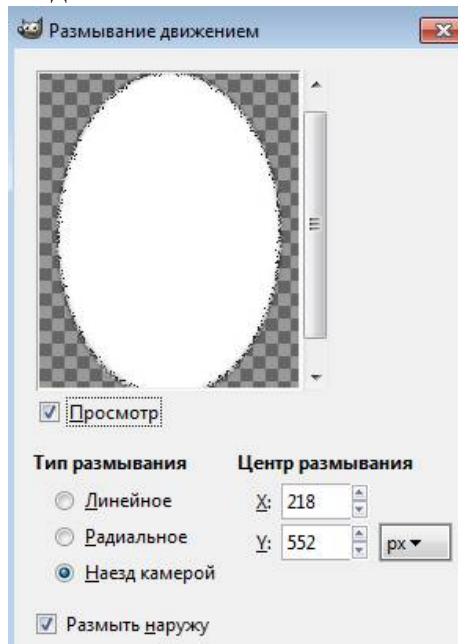 Размывание движением
Просмотр
Тип размывания
Центр размывания
Линейное
X: 218
Радиальное
Y: 552
px
Наезд камерой
Размыть наружу